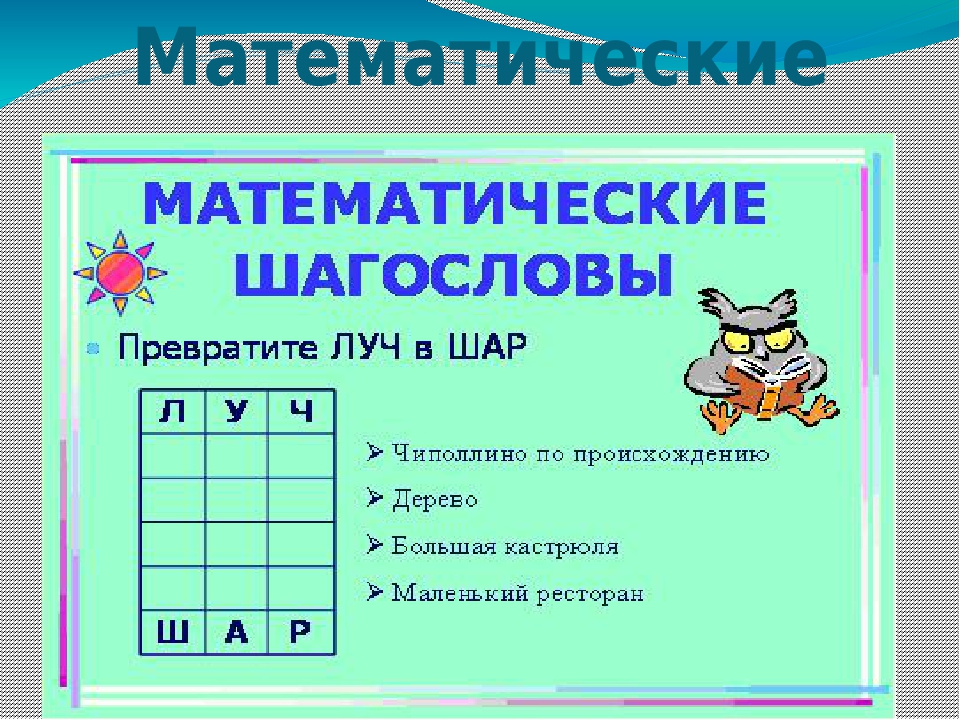 Математические
МАТЕМАТИЧЕСКИЕ
ШАГОСЛОВЫ
Превратите ЛУЧ в ШАР
Л У Ч
Чиполлино по происхождению
Дерево
Большая кастрюля
Маленький ресторан
Ш А Р